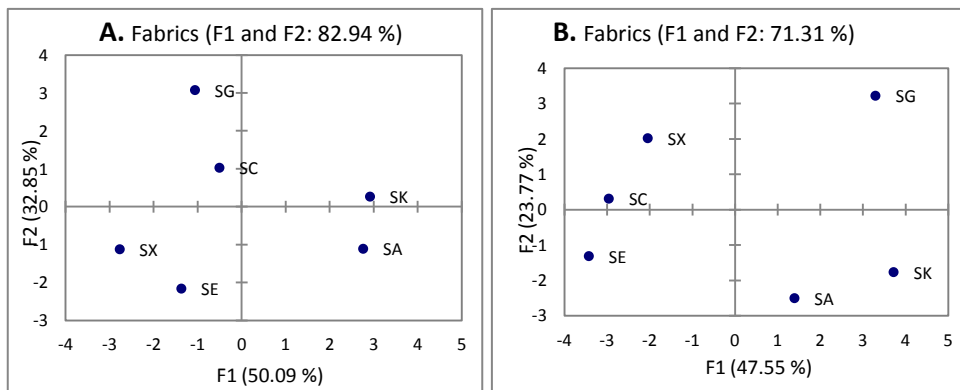 A. Fabrics (F1 and F2: 82.94 %)
4
3
2
1
0
-1
-2
-3
F2 (32.85 %)
SG
SC
SK
SX
SA
SE
-4 -3 -2 -1 0 1 2 3 4 5
F1 (50.09 %)
B. Fabrics (F1 and F2: 71.31 %)
4
3
2
1
0
-1
-2
-3
F2 (23.77 %)
SG
SX
SC
SE
SK
SA
-4 -3 -2 -1 0 1 2 3 4 5
F1 (47.55 %)